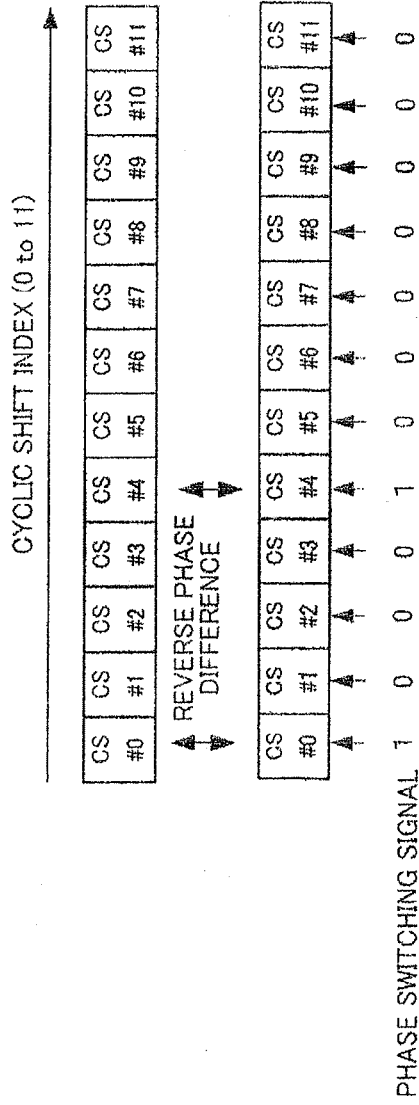 CYCLIC SHIFT INDEX (0 to 11)
CS #0 CS #1 CS #2 CS #3 CS #4 CS #5 CS #6 CS #7 CS #8 CS #9 CS #10 CS #11
REVERSE PHASE
DIFFERENCE
CS #0 CS #1 CS #2 CS #3 CS #4 CS #5 CS #6 CS #7 CS #8 CS #9 CS #10 CS #11
PHASE SWITCHING SIGNAL 1 0 0 0 1 0 0 0 0 0 0 0